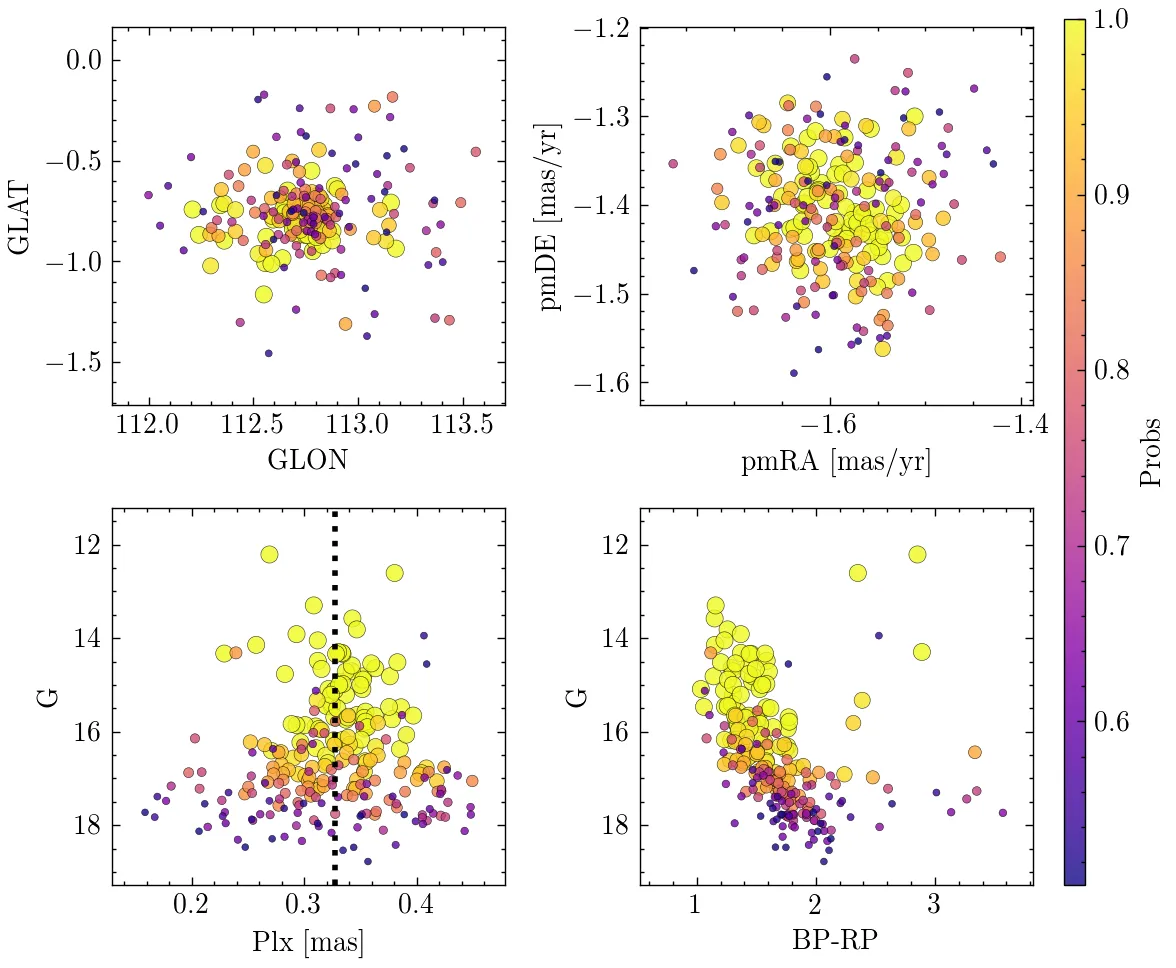 0.0
−0.5
−1.0
−1.5
GLAT
112.0 112.5 113.0 113.5
GLON
−1.2
−1.3
−1.4
−1.5
−1.6
pmDE [mas/yr]
−1.6 −1.4
pmRA [mas/yr]
12
14
16
18
G
0.2 0.3 0.4
Plx [mas]
12
14
16
18
G
1 2 3
BP-RP
1.0
0.9
0.8
0.7
0.6
Probs